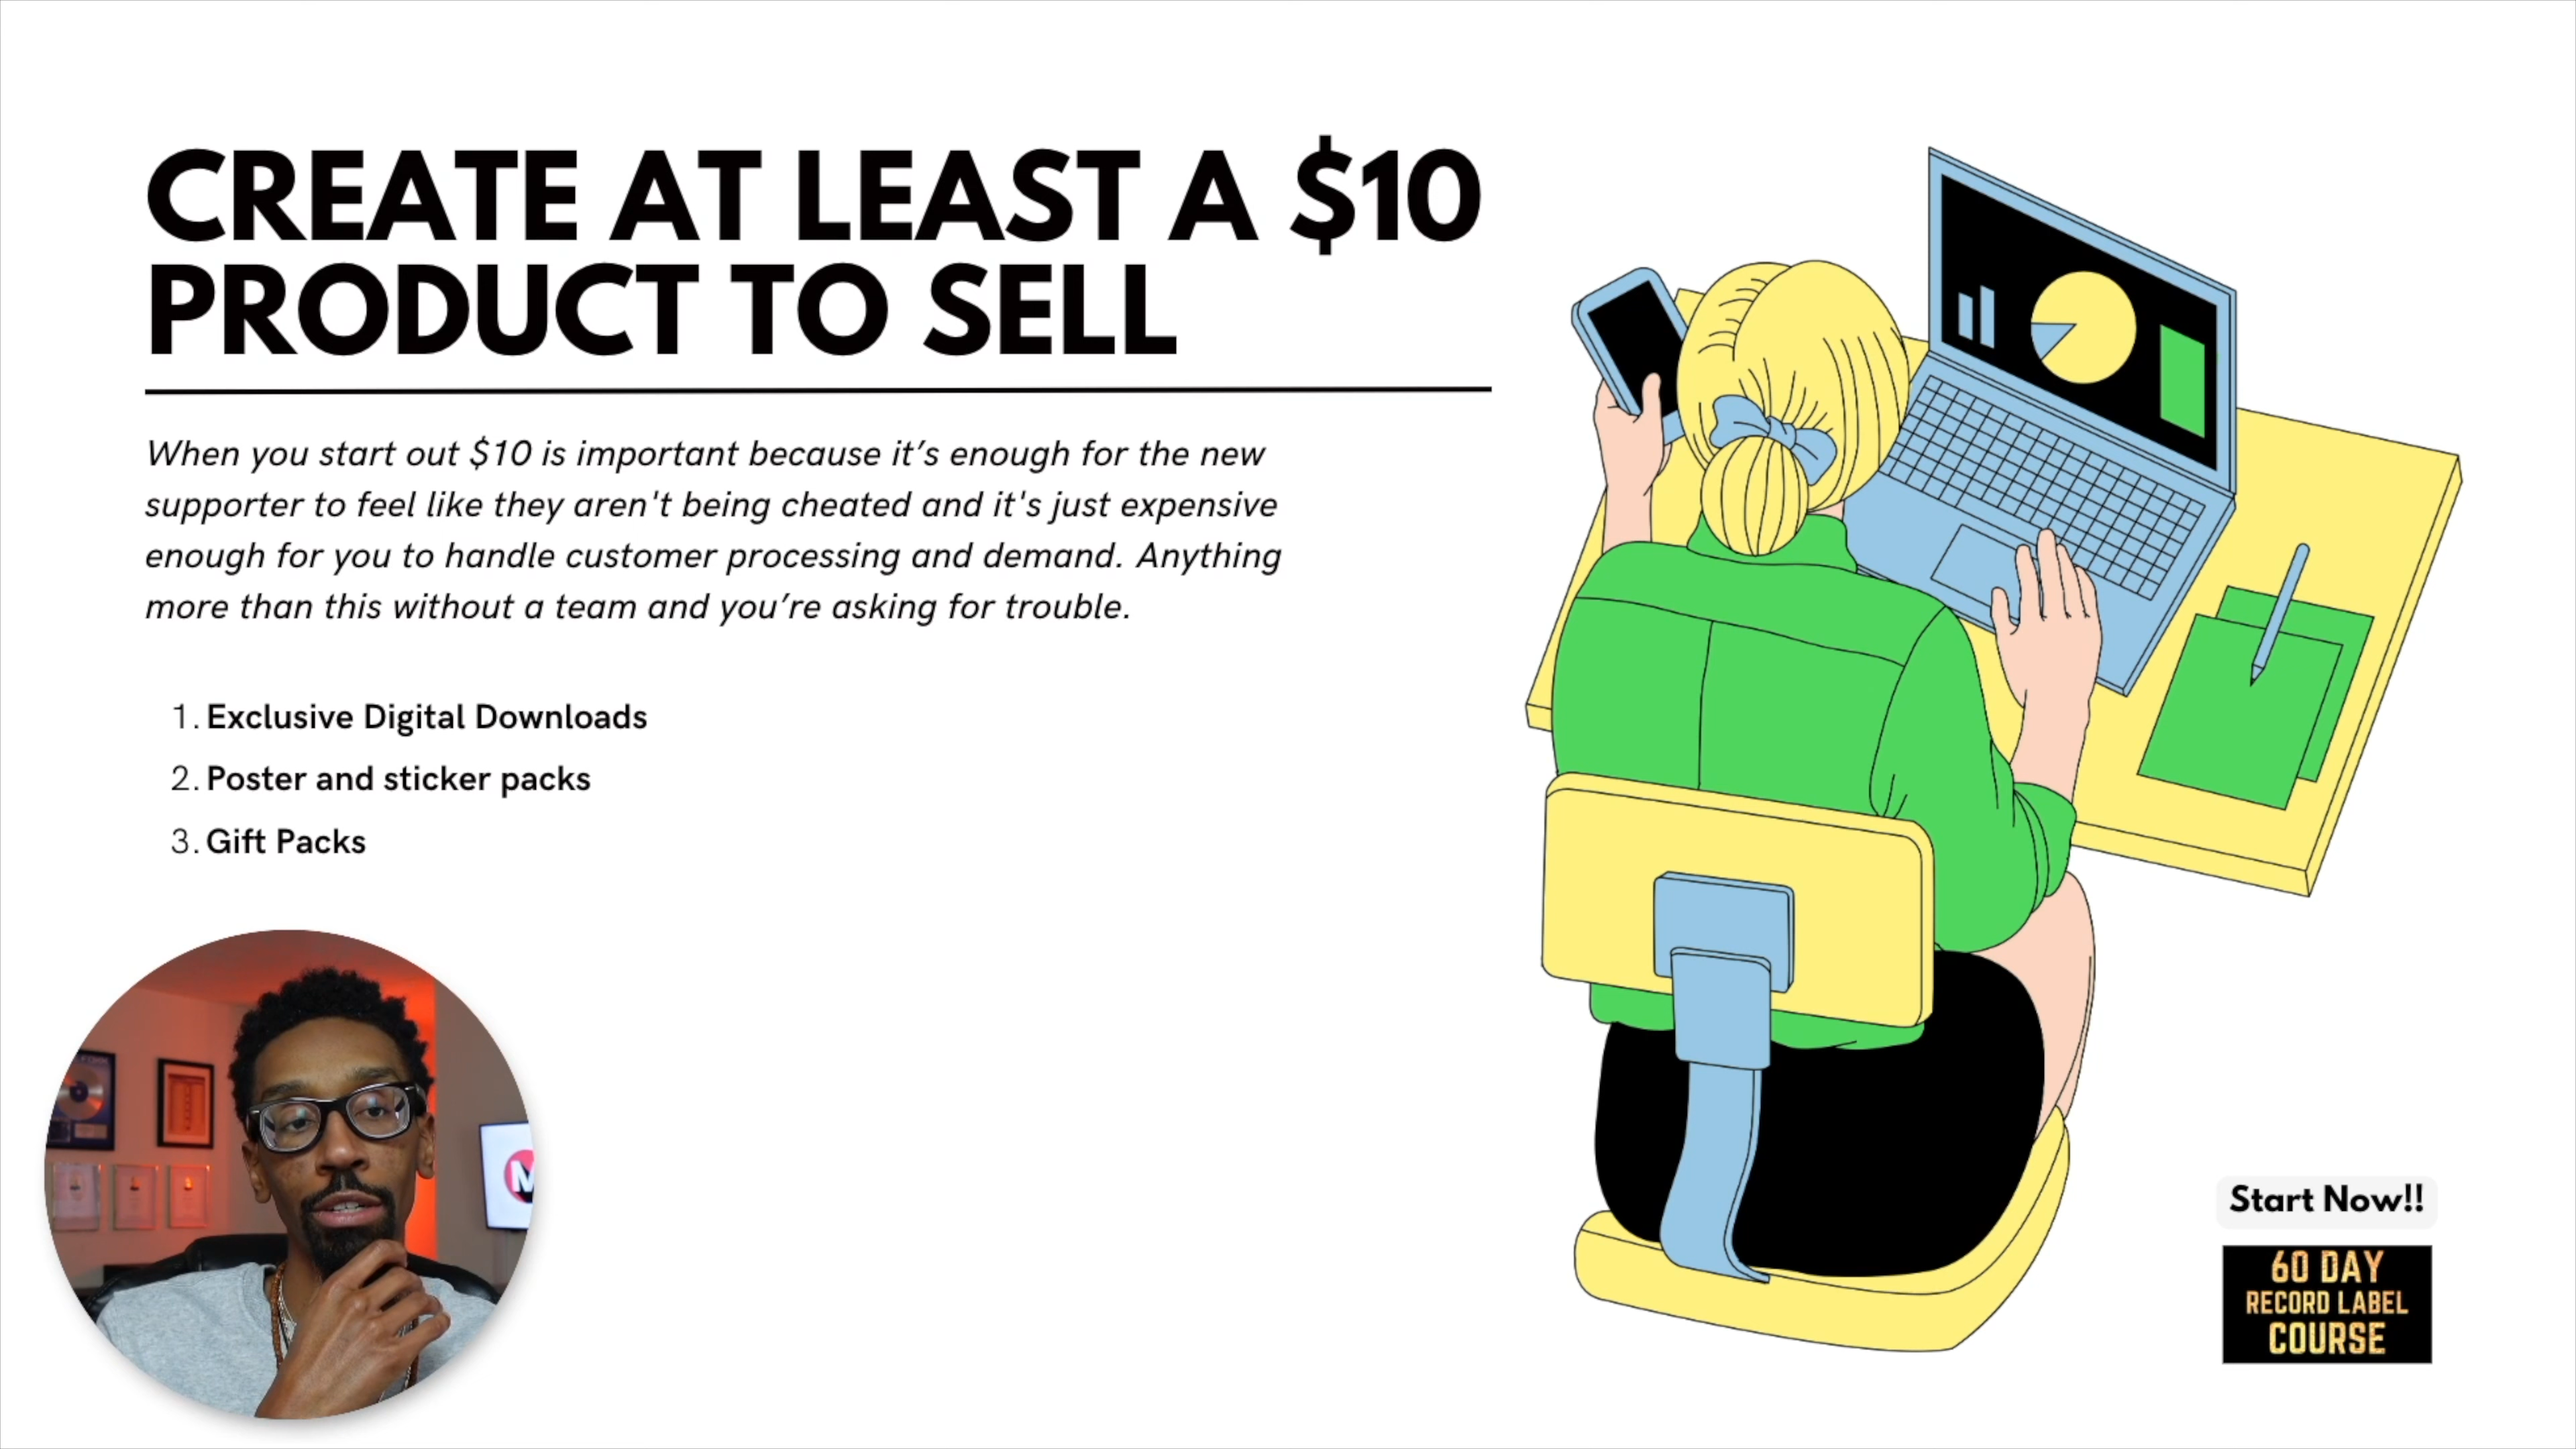 CREATE AT LEAST A $10
PRODUCT TO SELL
When you start out $10 is important because it’s enough for the new
supporter to feel like they aren't being cheated and it's just expensive
enough for you to handle customer processing and demand. Anything
more than this without a team and you’re asking for trouble.
1. Exclusive Digital Downloads
2. Poster and sticker packs
3. Gift Packs
Start Now!!
60 DAY
RECORD LABEL
COURSE